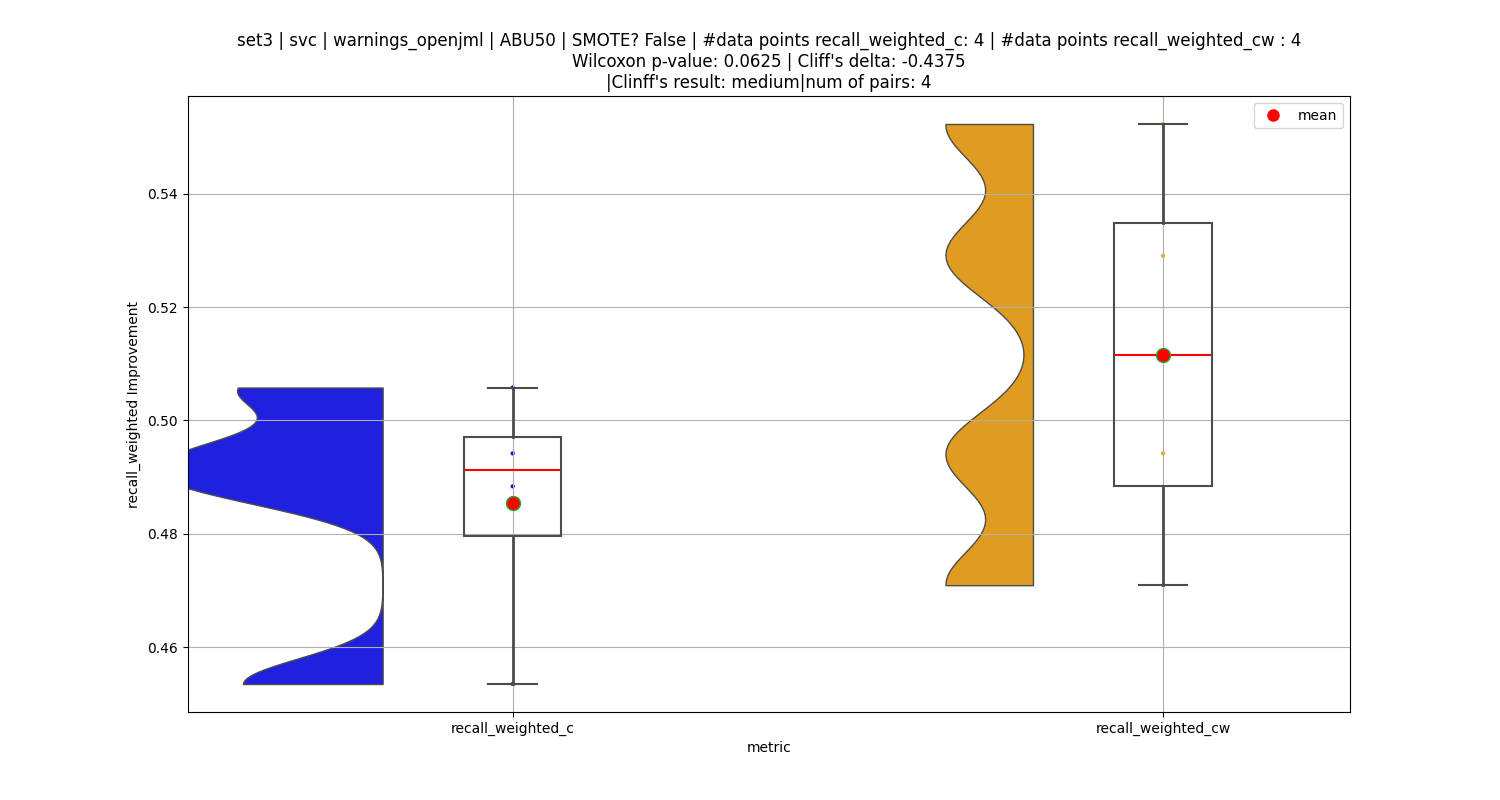 set3 | svc | warnings_openjml | ABU50 | SMOTE? False | #data points recall_weighted_c: 4 | #data points recall_weighted_cw : 4
Wilcoxon p-value: 0.0625 | Cliff's delta: -0.4375
|Clinff's result: medium|num of pairs: 4
mean
0.54
0.52
0.50
0.48
0.46
recall_weighted Improvement
recall_weighted_c
recall_weighted_cw
metric